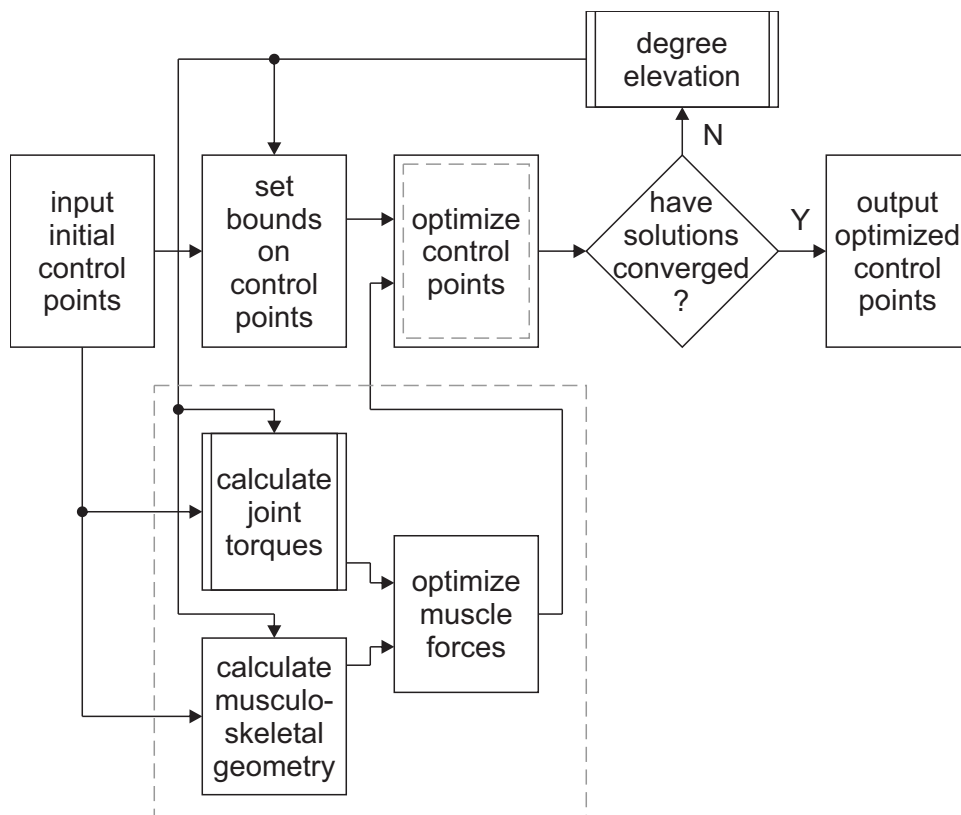 degree
elevation
N
input
initial
control
points
set
bounds
on
control
points
optimize
control
points
have
solutions
converged
?
Y
output
optimized
control
points
calculate
joint
torques
optimize
muscle
forces
calculate
musculo-
skeletal
geometry